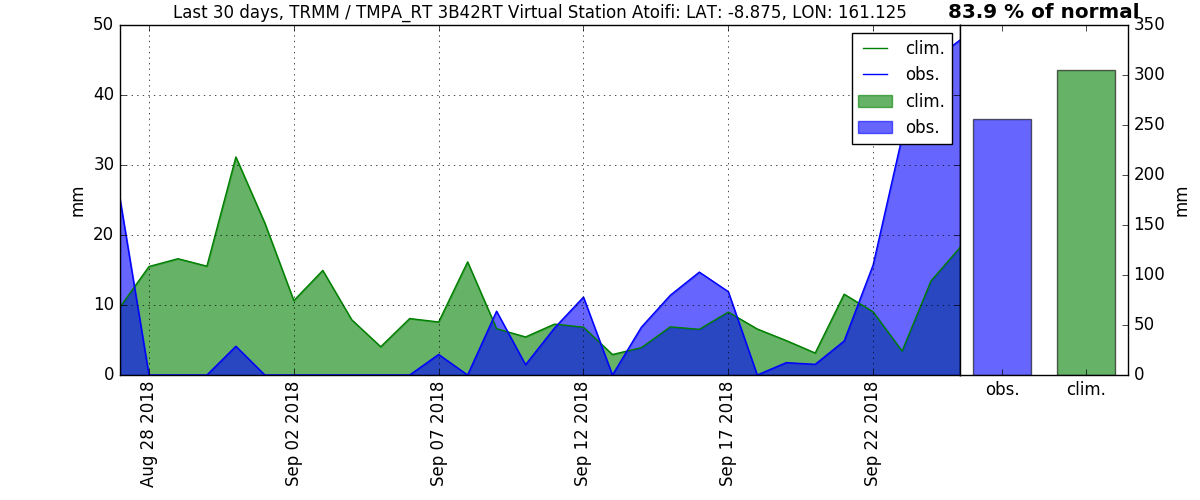 Last 30 days, TRMM / TMPA_RT 3B42RT Virtual Station Atoifi: LAT: -8.875, LON: 161.125
83.9 % of normal
50
40
30
20
10
0
mm
clim.
obs.
clim.
obs.
350
300
250
200
150
100
50
0
mm
Aug 28 2018
Sep 02 2018
Sep 07 2018
Sep 12 2018
Sep 17 2018
Sep 22 2018
obs.
clim.